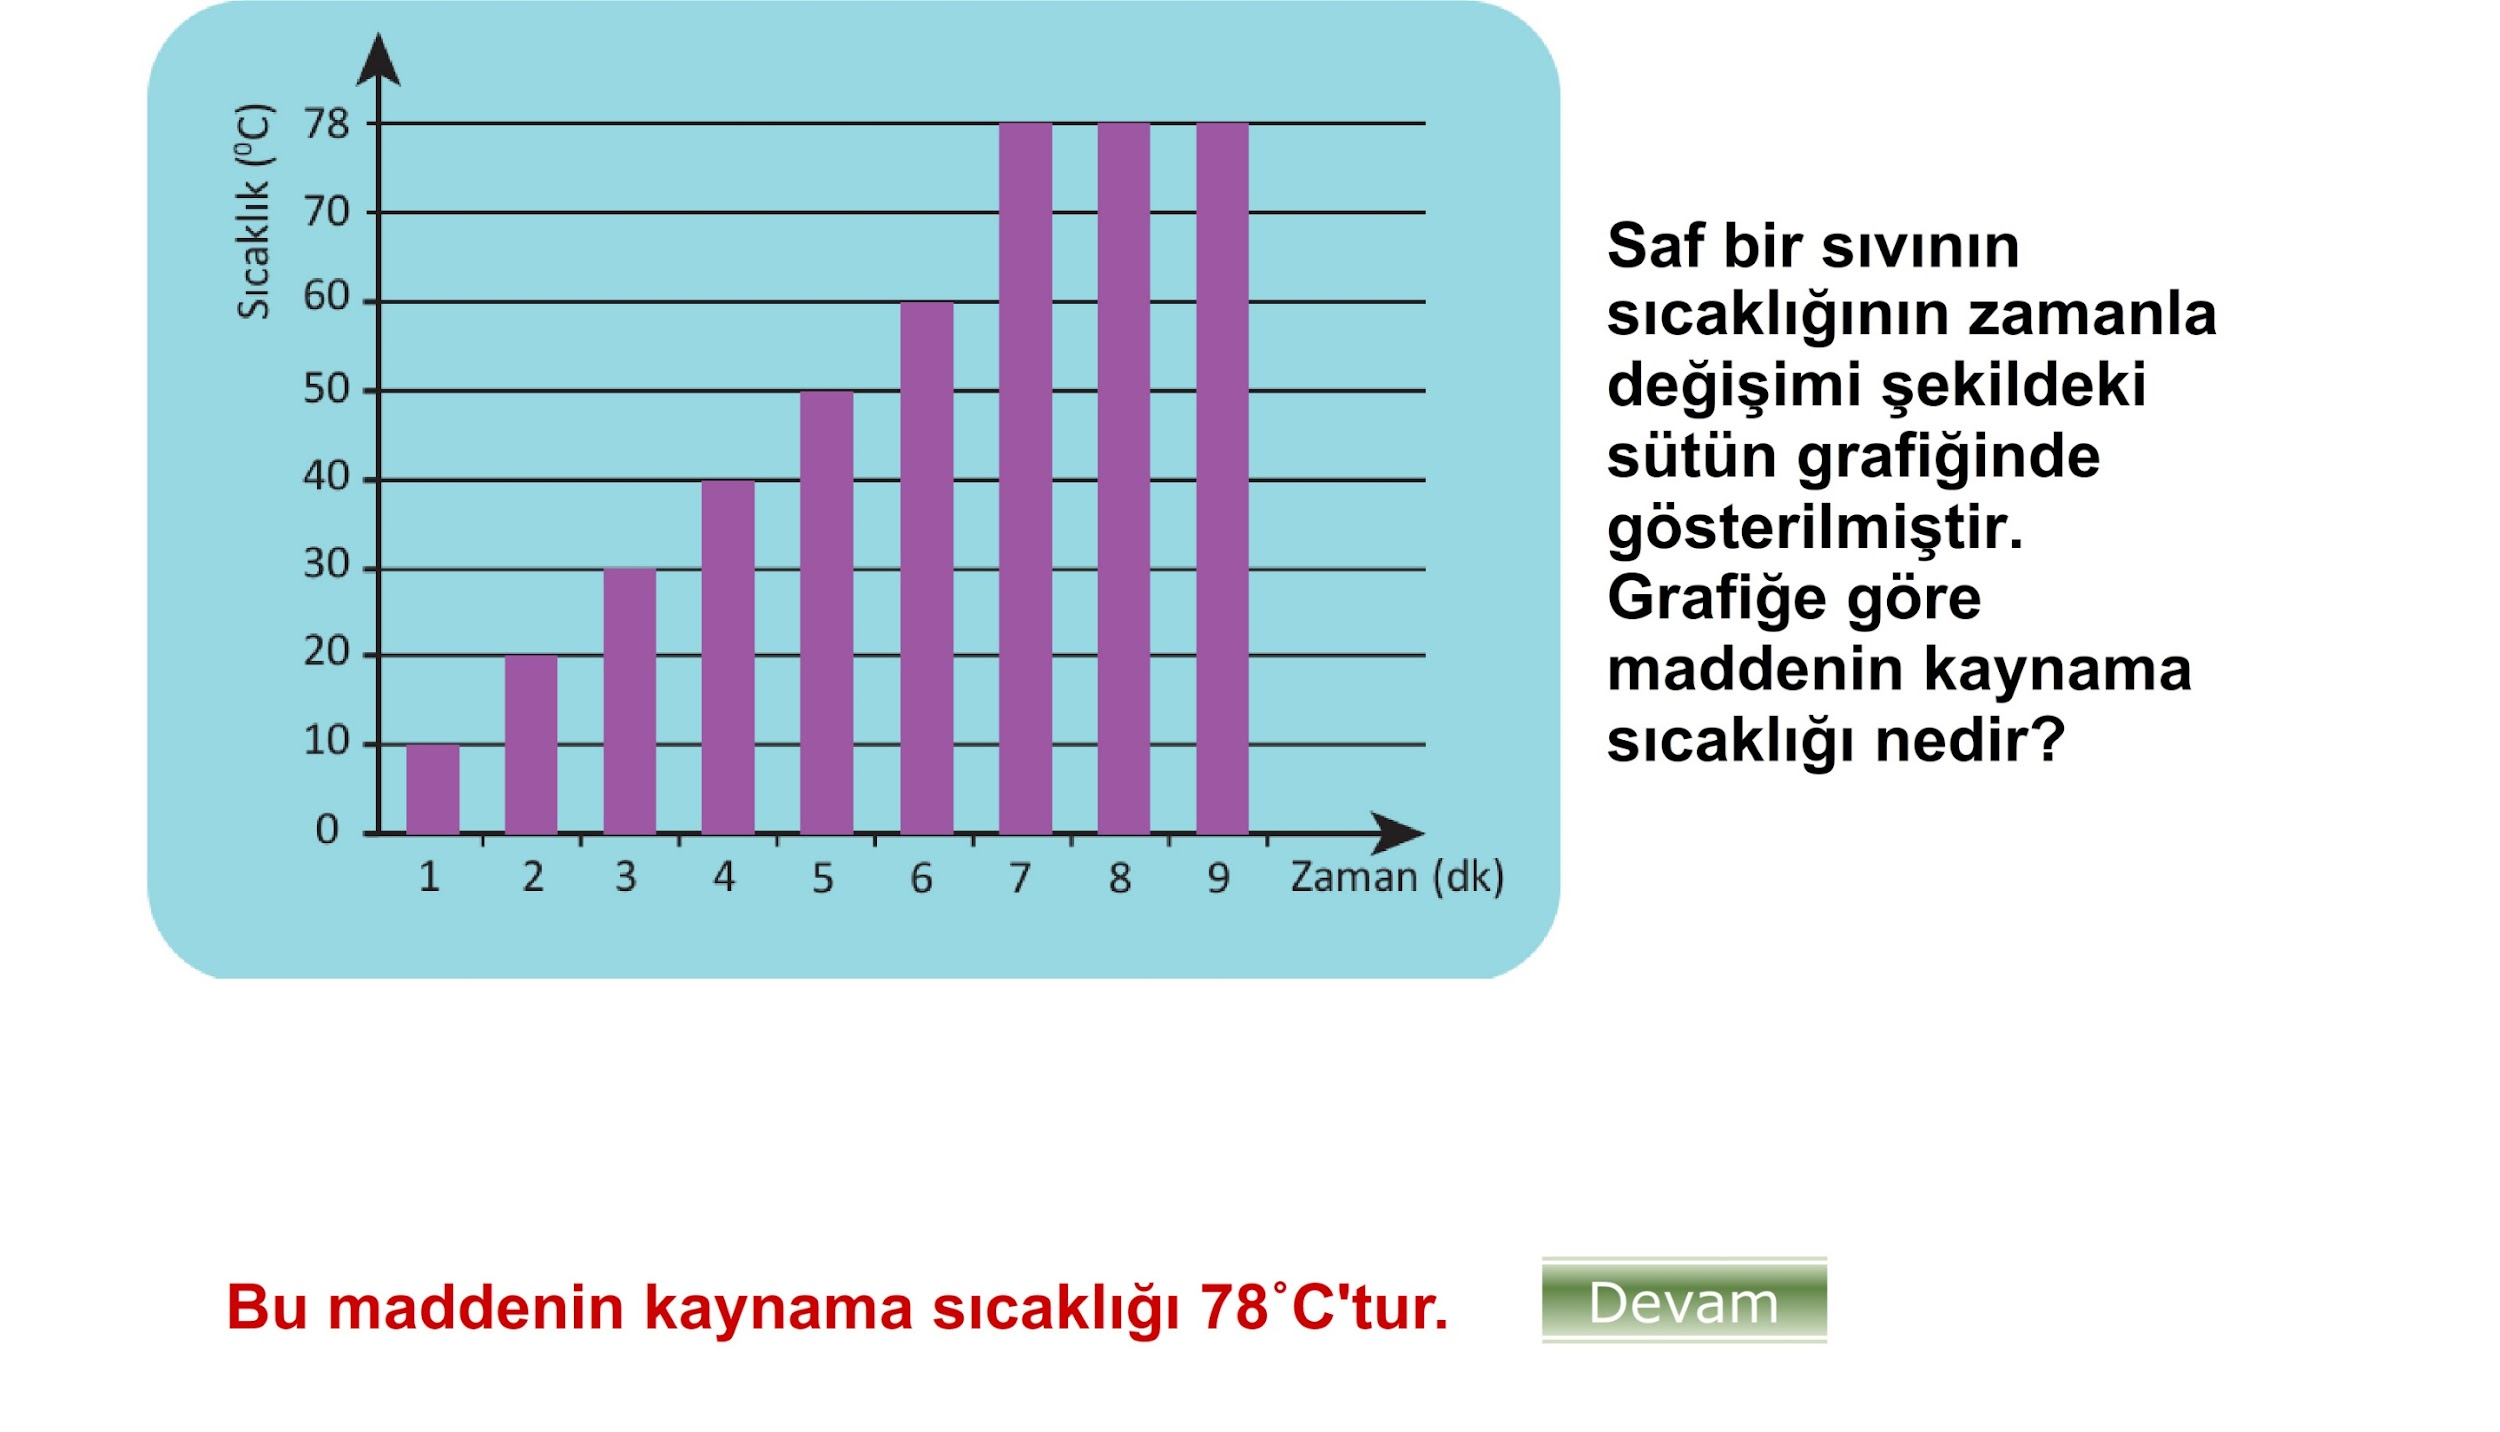 Sıcaklık (⁰C)
78
70
60
50
40
30
20
10
0
1 2 3 4 5 6 7 8 9 Zaman (dk)
Saf bir sıvının
sıcaklığının zamanla
değişimi şekildeki
sütün grafiğinde
gösterilmiştir.
Grafiğe göre
maddenin kaynama
sıcaklığı nedir?
Bu maddenin kaynama sıcaklığı 78˚C'tur.
Devam